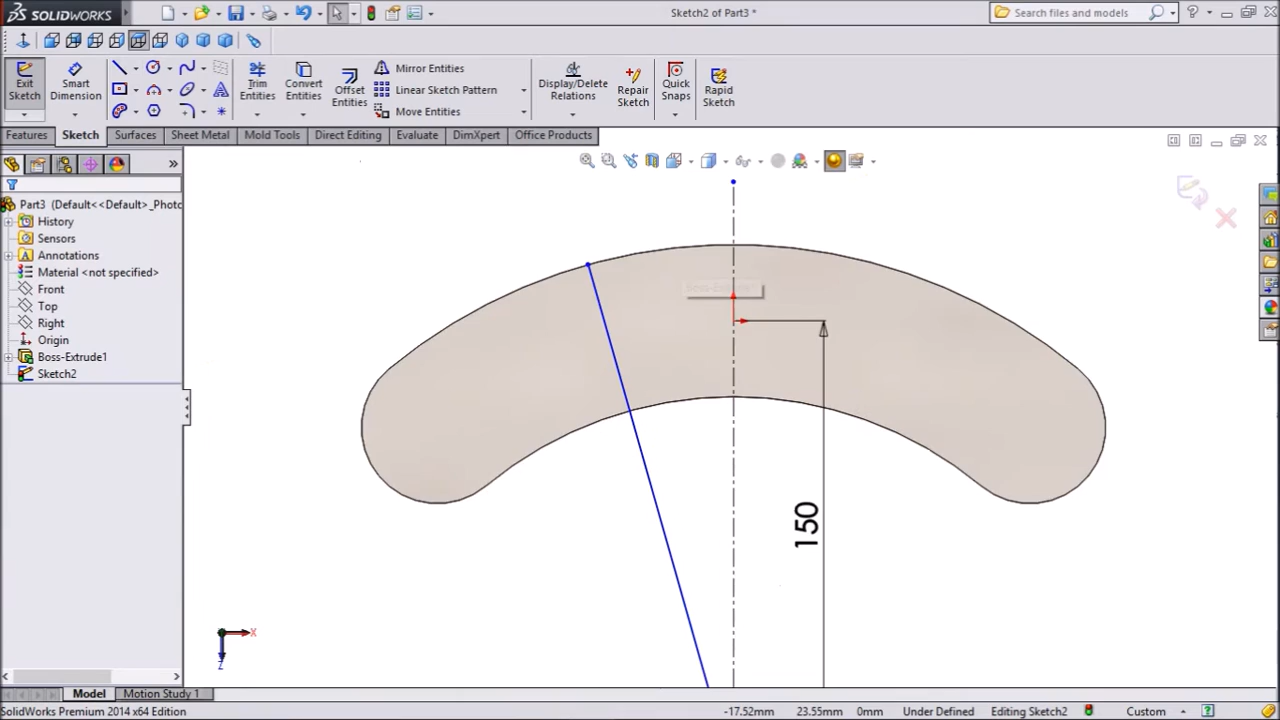 SOLIDWORKS
Sketch2 of Part3 *
Search files and models
Exit Sketch
Smart Dimension
Trim Entities
Convert Entities
Offset Entities
Mirror Entities
Linear Sketch Pattern
Move Entities
Display/Delete Relations
Repair Sketch
Quick Snaps
Rapid Sketch
Features
Sketch
Surfaces
Sheet Metal
Mold Tools
Direct Editing
Evaluate
DimXpert
Office Products
Part3 (Default<<Default>_Photo
History
Sensors
Annotations
Material <not specified>
Front
Top
Right
Origin
Boss-Extrude1
Sketch2
150
X
Z
Model
Motion Study 1
SolidWorks Premium 2014 x64 Edition
-17.52mm
23.55mm
0mm
Under Defined
Editing Sketch2
Custom